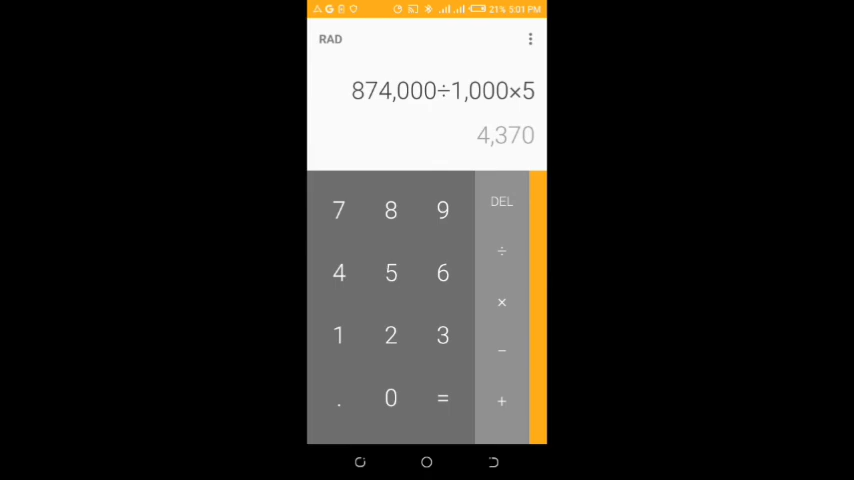 21% 5:01 PM
RAD
874,000÷1,000×5
4,370
7 8 9 DEL
÷
4 5 6
×
1 2 3
−
. 0 =
+